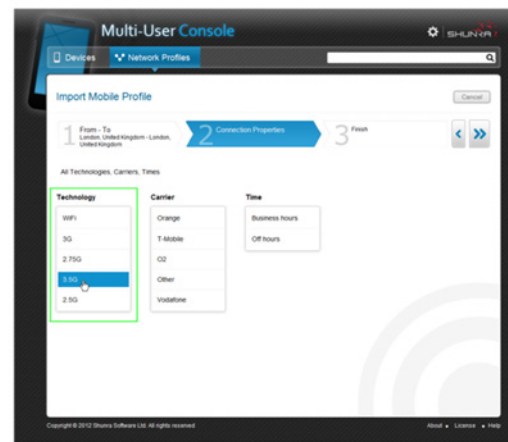 Multi-User Console
SHUNRA
Devices
Network Profiles
Import Mobile Profile
Cancel
1
From - To
London, United Kingdom - London,
United Kingdom
2
Connection Properties
3
Finish
All Technologies, Carriers, Times
Technology
WiFi
3G
2.75G
3.5G
2.5G
Carrier
Orange
T-Mobile
O2
Other
Vodafone
Time
Business hours
Off hours
Copyright © 2012 Shunra Software Ltd. All rights reserved
About • License • Help